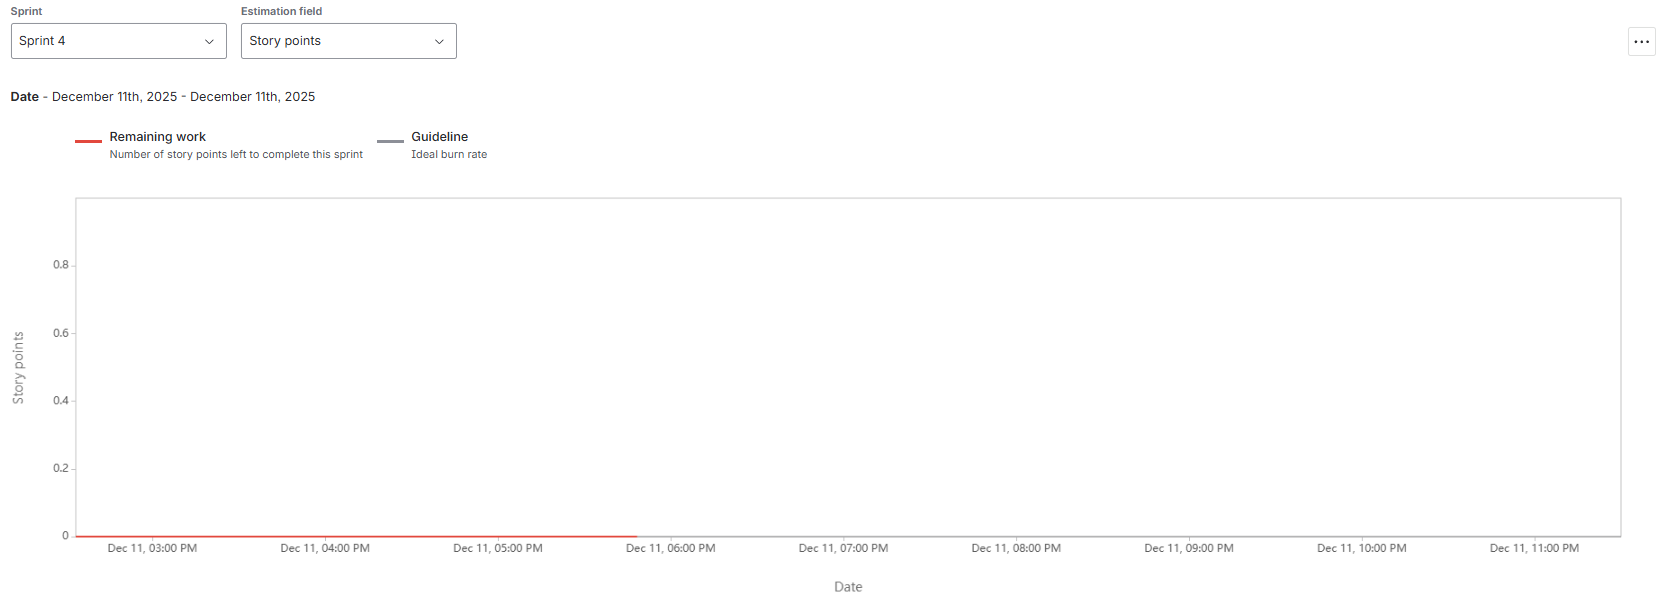 Sprint
Estimation field
Sprint 4
Story points
Date - December 11th, 2025 - December 11th, 2025
Remaining work
Number of story points left to complete this sprint
Guideline
Ideal burn rate
Story points
0.8
0.6
0.4
0.2
0
Dec 11, 03:00 PM
Dec 11, 04:00 PM
Dec 11, 05:00 PM
Dec 11, 06:00 PM
Dec 11, 07:00 PM
Dec 11, 08:00 PM
Dec 11, 09:00 PM
Dec 11, 10:00 PM
Dec 11, 11:00 PM
Date